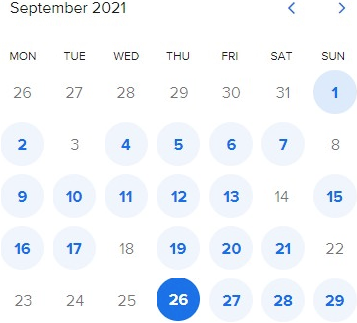 September 2021
MON TUE WED THU FRI SAT SUN
26 27 28 29 30 31 1
2 3 4 5 6 7 8
9 10 11 12 13 14 15
16 17 18 19 20 21 22
23 24 25 26 27 28 29